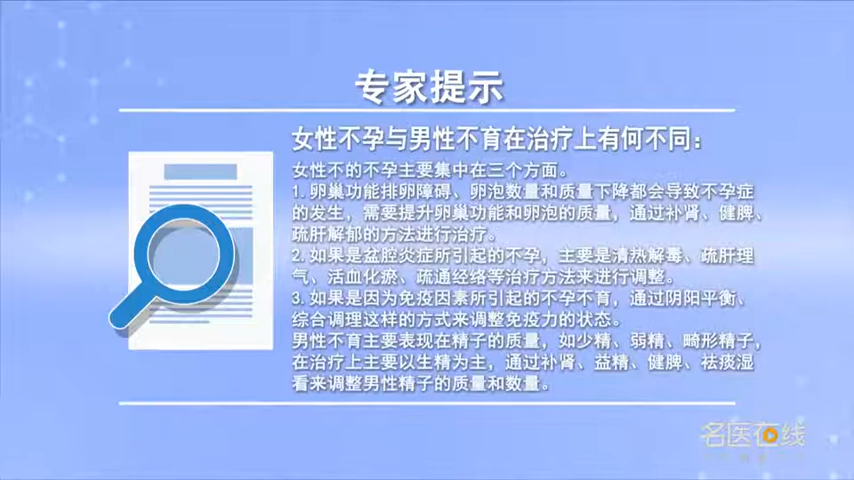 专家提示
女性不孕与男性不育在治疗上有何不同：
女性不的不孕主要集中在三个方面。
1. 卵巢功能排卵障碍、卵泡数量和质量下降都会导致不孕症
的发生，需要提升卵巢功能和卵泡的质量，通过补肾、健脾、
疏肝解郁的方法进行治疗。
2. 如果是盆腔炎症所引起的不孕，主要是清热解毒、疏肝理
气、活血化瘀、疏通经络等治疗方法来进行调整。
3. 如果是因为免疫因素所引起的不孕不育，通过阴阳平衡、
综合调理这样的方式来调整免疫力的状态。
男性不育主要表现在精子的质量，如少精、弱精、畸形精子，
在治疗上主要以生精为主，通过补肾、益精、健脾、祛痰湿
看来调整男性精子的质量和数量。
名医在线